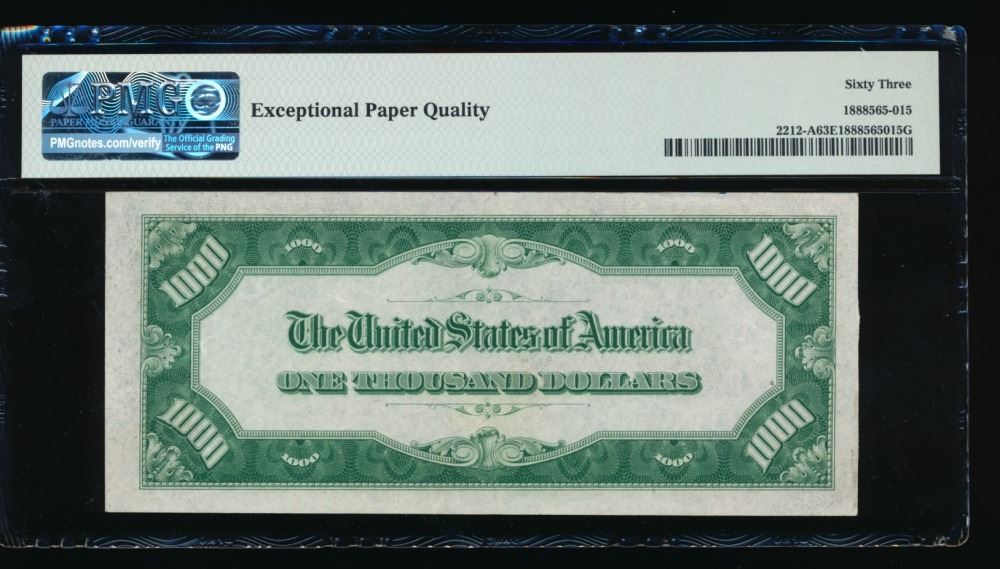 PMG
PAPER MONEY GUARANTY
PMGnotes.com/verify
The Official Grading
Service of the PNG
Exceptional Paper Quality
Sixty Three
1888565-015
2212-A63E1888565015G
1000 1000 1000 1000
The United States of America
ONE THOUSAND DOLLARS
1000 1000 1000 1000